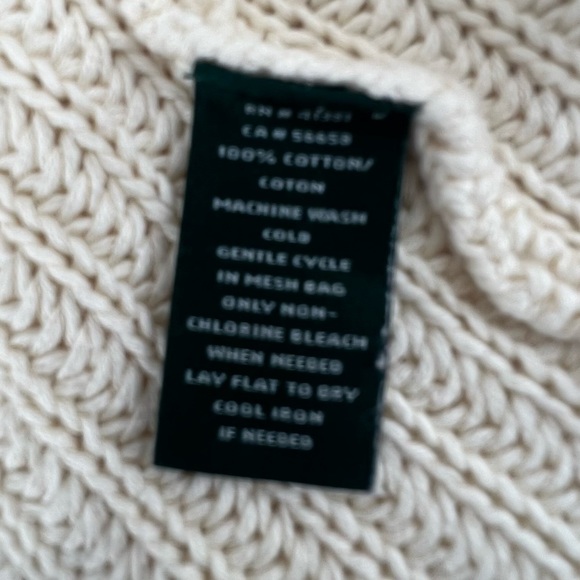 RN #
CA #
100% COTTON/
COTON
MACHINE WASH
COLD
GENTLE CYCLE
IN MESH BAG
ONLY NON-
CHLORINE BLEACH
WHEN NEEDED
LAY FLAT TO DRY
COOL IRON
IF NEEDED